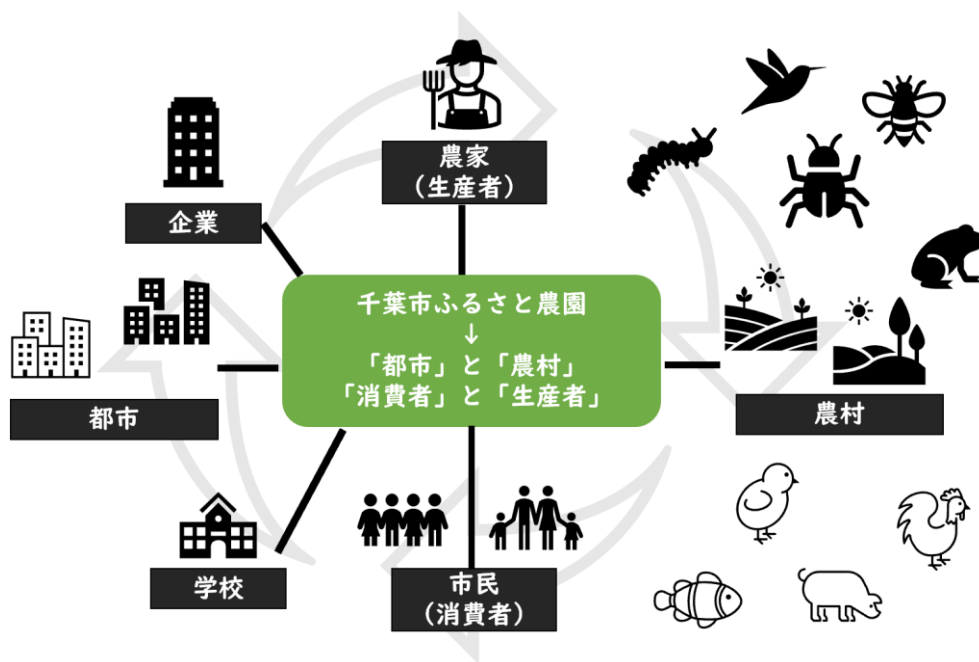 農家
(生産者)
企業
千葉市ふるさと農園
↓
「都市」と「農村」
「消費者」と「生産者」
都市
農村
学校
市民
(消費者)